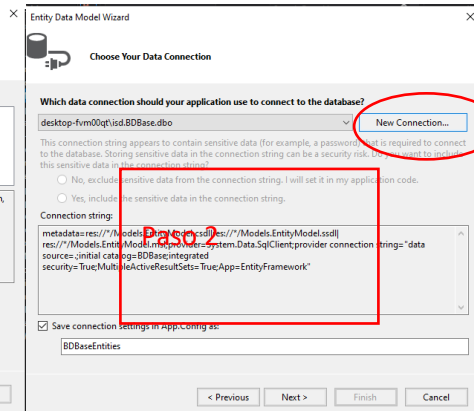 Entity Data Model Wizard
Choose Your Data Connection
Which data connection should your application use to connect to the database?
desktop-fvm00qt\isd.BDBase.dbo
New Connection...
This connection string appears to contain sensitive data (for example, a password) that is required to connect
to the database. Storing sensitive data in the connection string can be a security risk. Do you want to include
this sensitive data in the connection string?
No, exclude sensitive data from the connection string. I will set it in my application code.
Yes, include the sensitive data in the connection string.
Connection string:
metadata=res://*/Models.EntityModel.csdl|res://*/Models.EntityModel.ssdl|
res://*/Models.EntityModel.msl;provider=System.Data.SqlClient;provider connection string="data
source=.;initial catalog=BDBase;integrated
security=True;MultipleActiveResultSets=True;App=EntityFramework"
Paso 2
Save connection settings in App.Config as:
BDBaseEntities
< Previous
Next >
Finish
Cancel